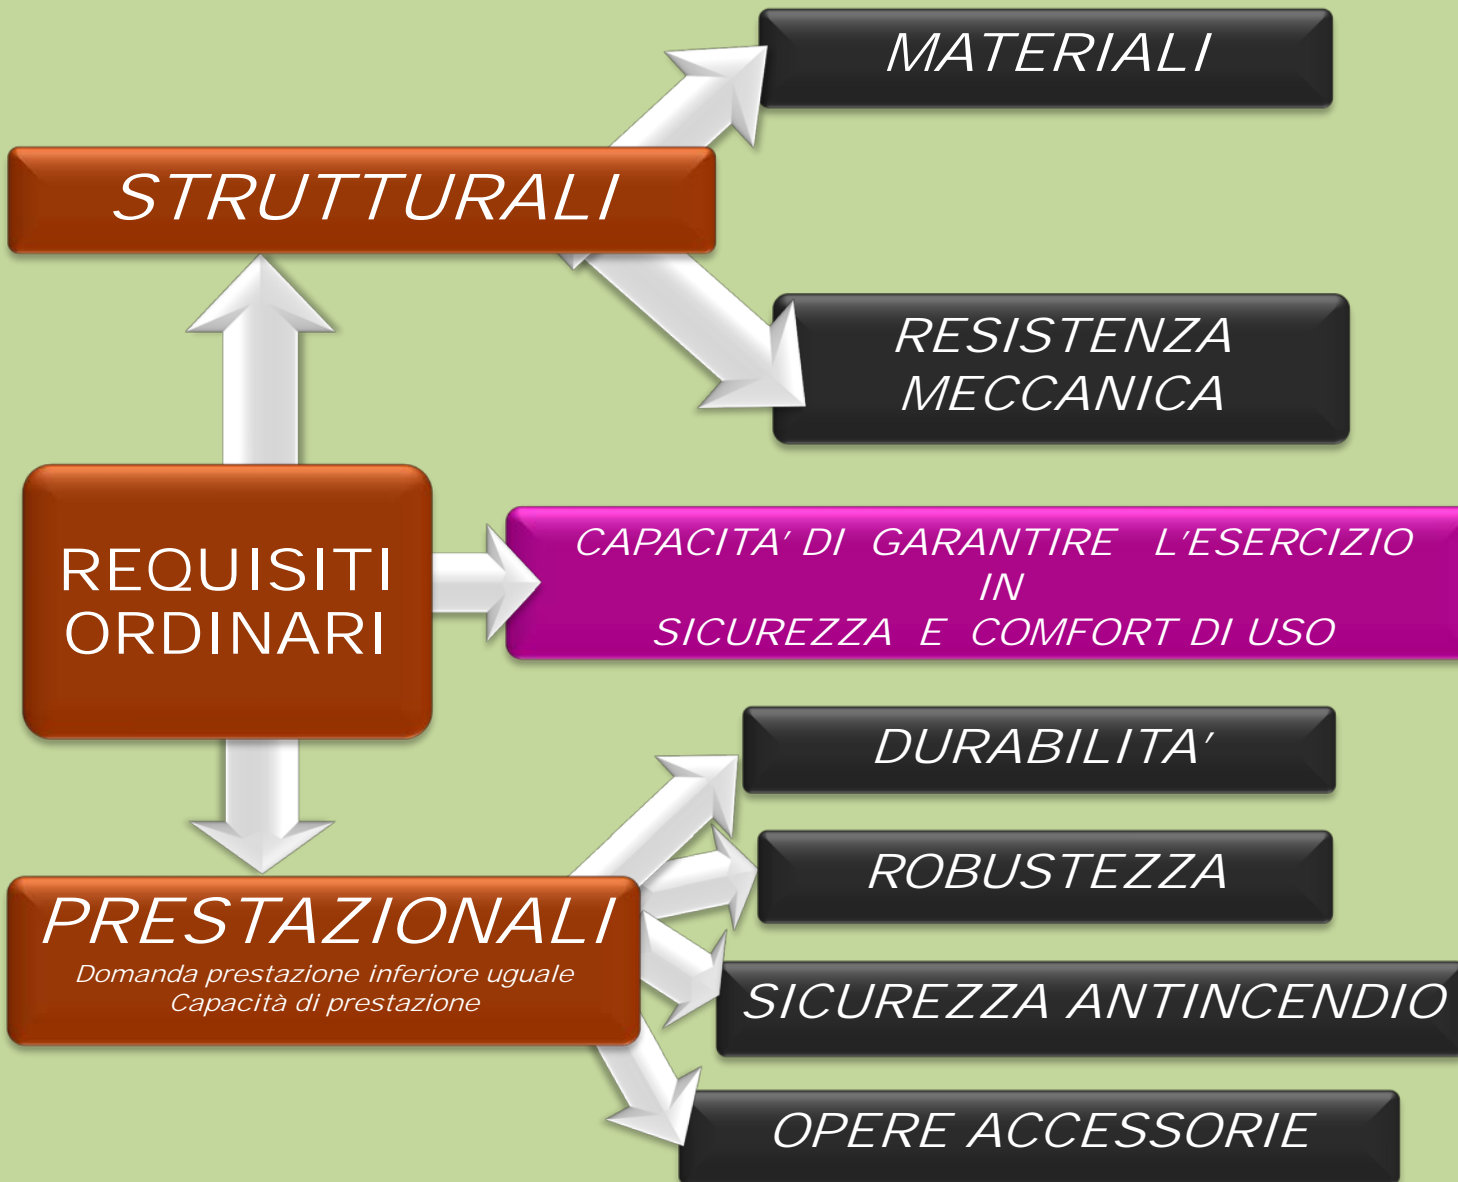 MATERIALI
STRUTTURALI
RESISTENZA
MECCANICA
REQUISITI
ORDINARI
CAPACITA' DI GARANTIRE L'ESERCIZIO
IN
SICUREZZA E COMFORT DI USO
DURABILITA'
ROBUSTEZZA
PRESTAZIONALI
Domanda prestazione inferiore uguale
Capacità di prestazione
SICUREZZA ANTINCENDIO
OPERE ACCESSORIE